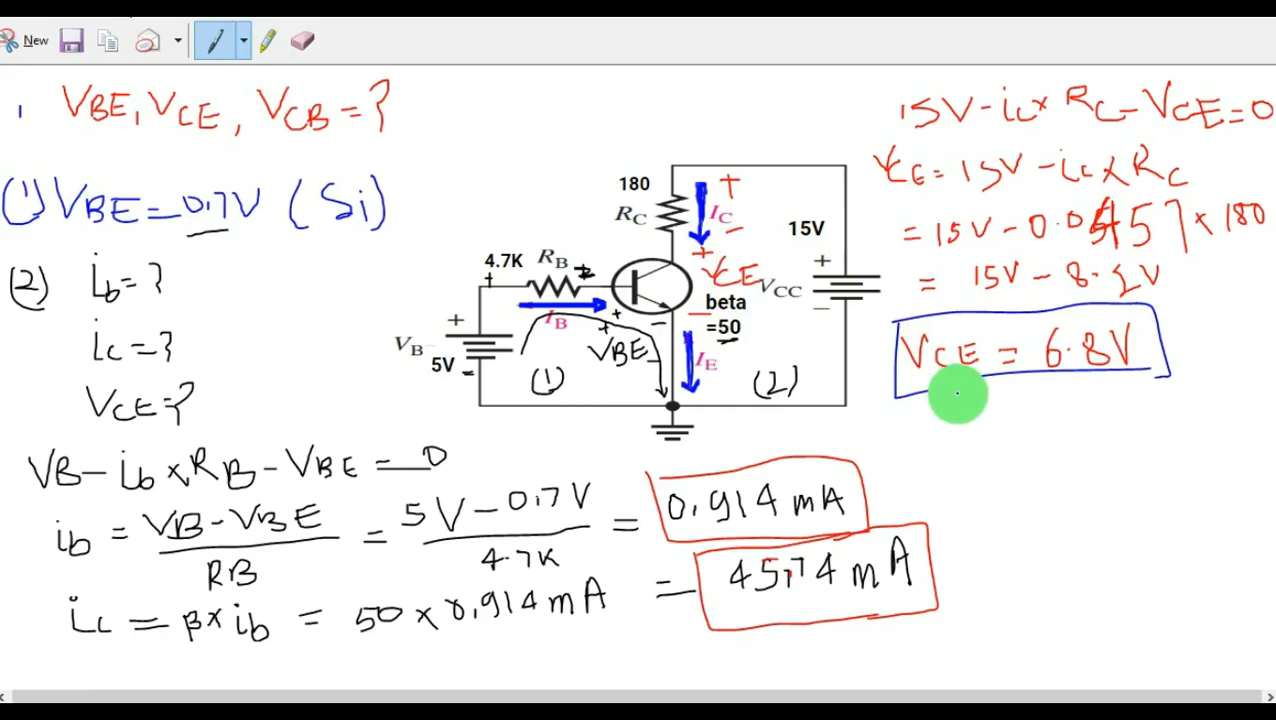 New
1 VBE, VCE, VCB = ?
(1) VBE = 0.7V (Si)
(2) ib = ?
ic = ?
VCE = ?
VB - ib × RB - VBE = 0
ib = VB - VBE / RB = 5V - 0.7V / 4.7K = 0.914 mA
ic = β × ib = 50 × 0.914 mA = 45.74 mA
180
RC
IC
+
-
15V
4.7K
RB
+
-
+
VCE
-
VCC
+
-
beta
=50
IB
+
-
+
VBE
VB
+
-
5V
IE
(1)
(2)
15V - ic × RC - VCE = 0
VCE = 15V - ic × RC
= 15V - 0.0457 × 180
= 15V - 8.2V
VCE = 6.8V